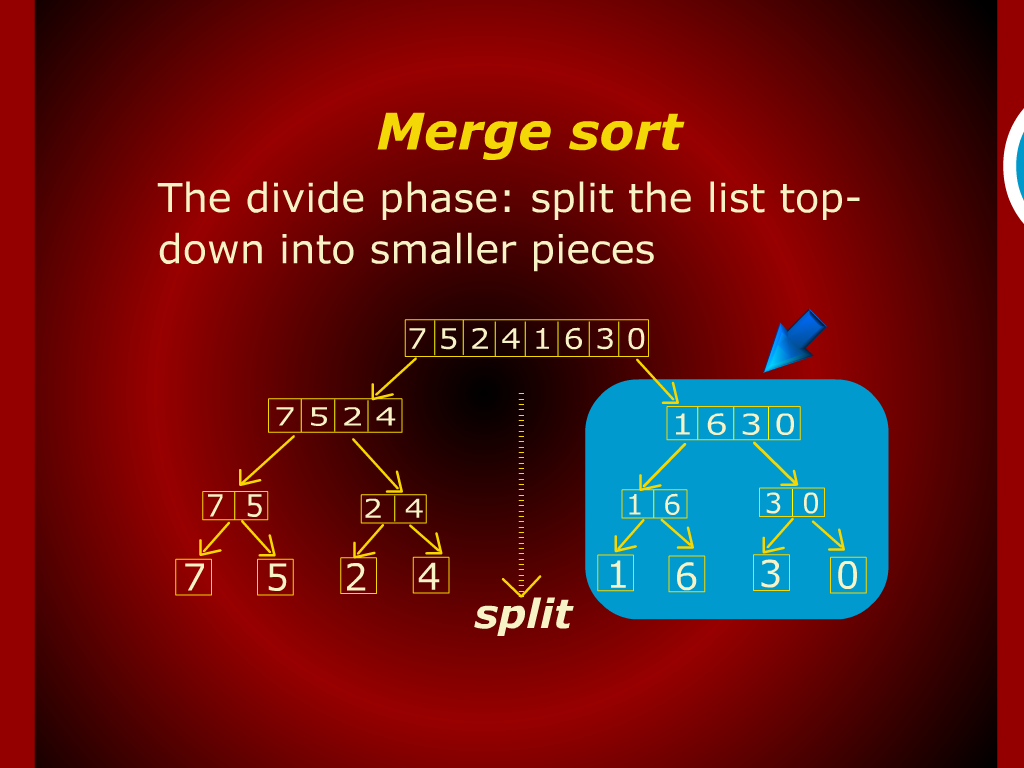 Merge sort
The divide phase: split the list top-
down into smaller pieces
7 5 2 4 1 6 3 0
7 5 2 4
1 6 3 0
7 5
2 4
1 6
3 0
7 5 2 4 1 6 3 0
split